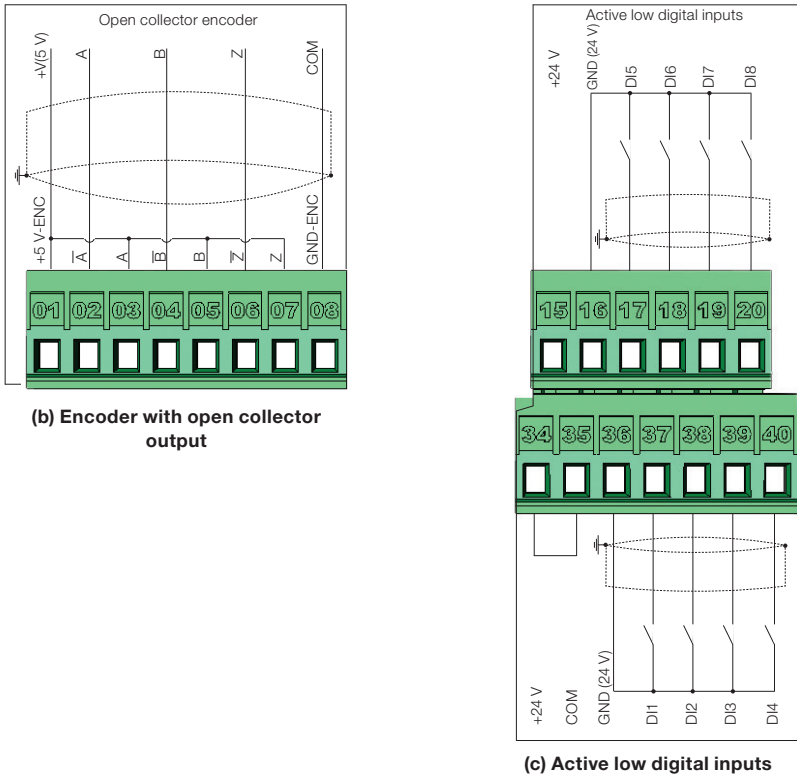 Open collector encoder
+V(5 V)
A
B
Z
COM
+5 V-ENC
A̅
A
B̅
B
Z̅
Z
GND-ENC
01 02 03 04 05 06 07 08
(b) Encoder with open collector
output
Active low digital inputs
+24 V
GND (24 V)
DI5
DI6
DI7
DI8
15 16 17 18 19 20
34 35 36 37 38 39 40
+24 V
COM
GND (24 V)
DI1
DI2
DI3
DI4
(c) Active low digital inputs